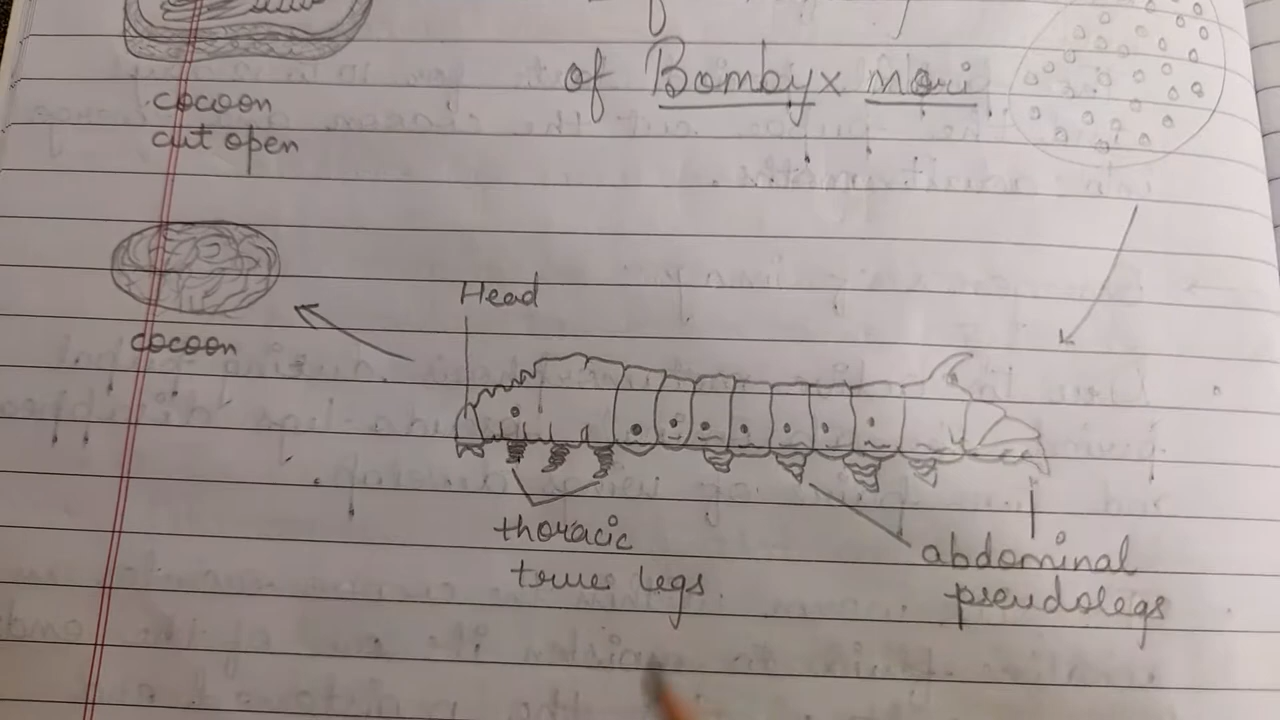 of Bombyx mori
cocoon
cut open
Head
cocoon
thoracic
true legs
abdominal
pseudolegs